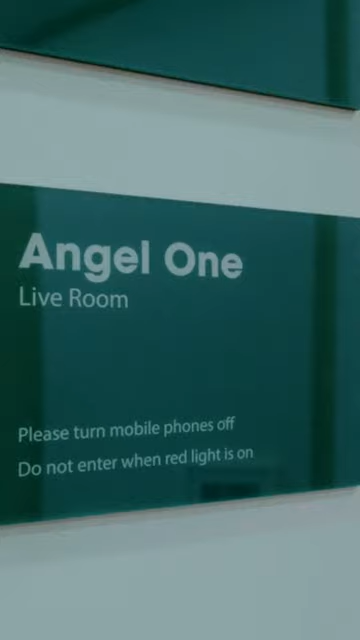 Angel One
Live Room
Please turn mobile phones off
Do not enter when red light is on